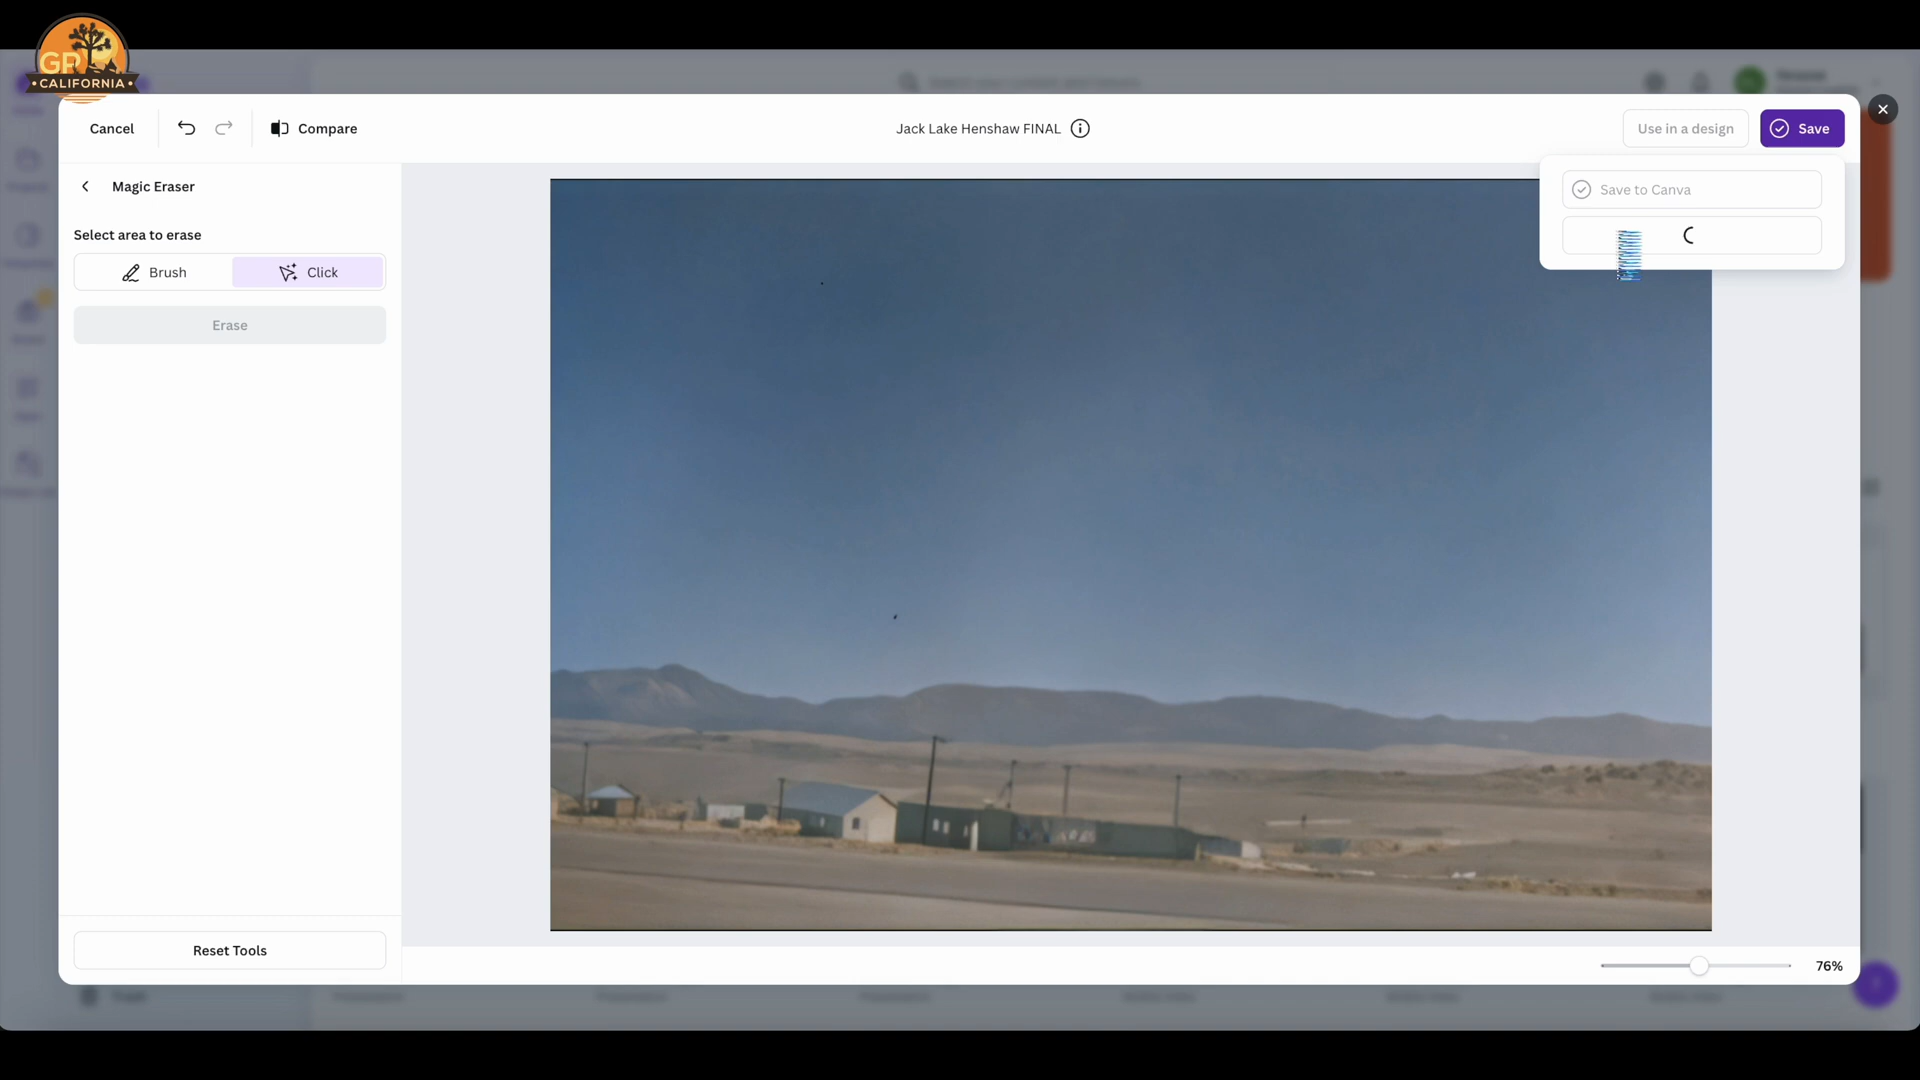 GP
CALIFORNIA
Cancel
Compare
Jack Lake Henshaw FINAL
Use in a design
Save
Magic Eraser
Save to Canva
Select area to erase
Brush
Click
Erase
Reset Tools
76%